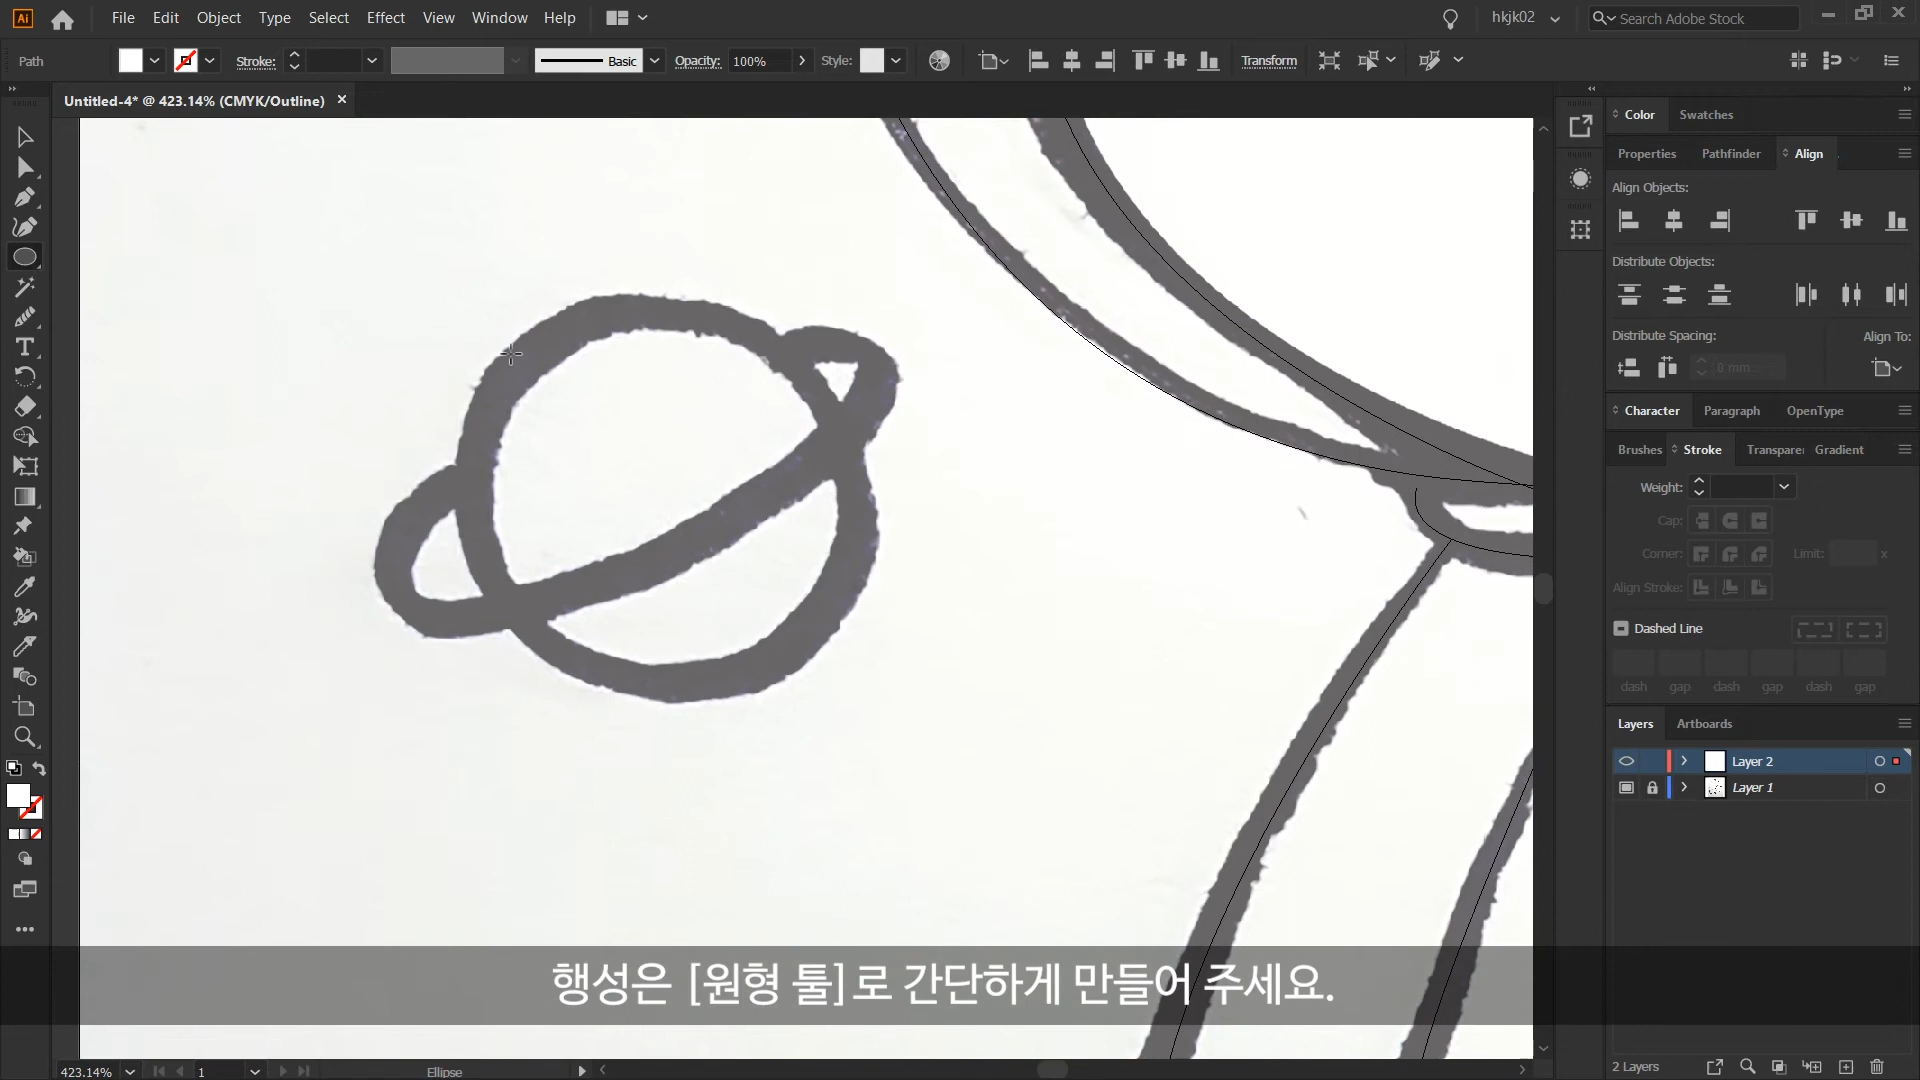 Ai File Edit Object Type Select Effect View Window Help hkjk02 Search Adobe Stock
Path Stroke: Basic Opacity: 100% Style: Transform
Untitled-4* @ 423.14% (CMYK/Outline) ×
Color Swatches
Properties Pathfinder Align
Align Objects:
Distribute Objects:
Distribute Spacing: Align To:
0 mm
Character Paragraph OpenType
Brushes Stroke Transparer Gradient
Weight:
Cap:
Corner: Limit: x
Align Stroke:
Dashed Line
dash gap dash gap dash gap
Layers Artboards
Layer 2
Layer 1
행성은 [원형 툴]로 간단하게 만들어 주세요.
423.14% 1 Ellipse
2 Layers